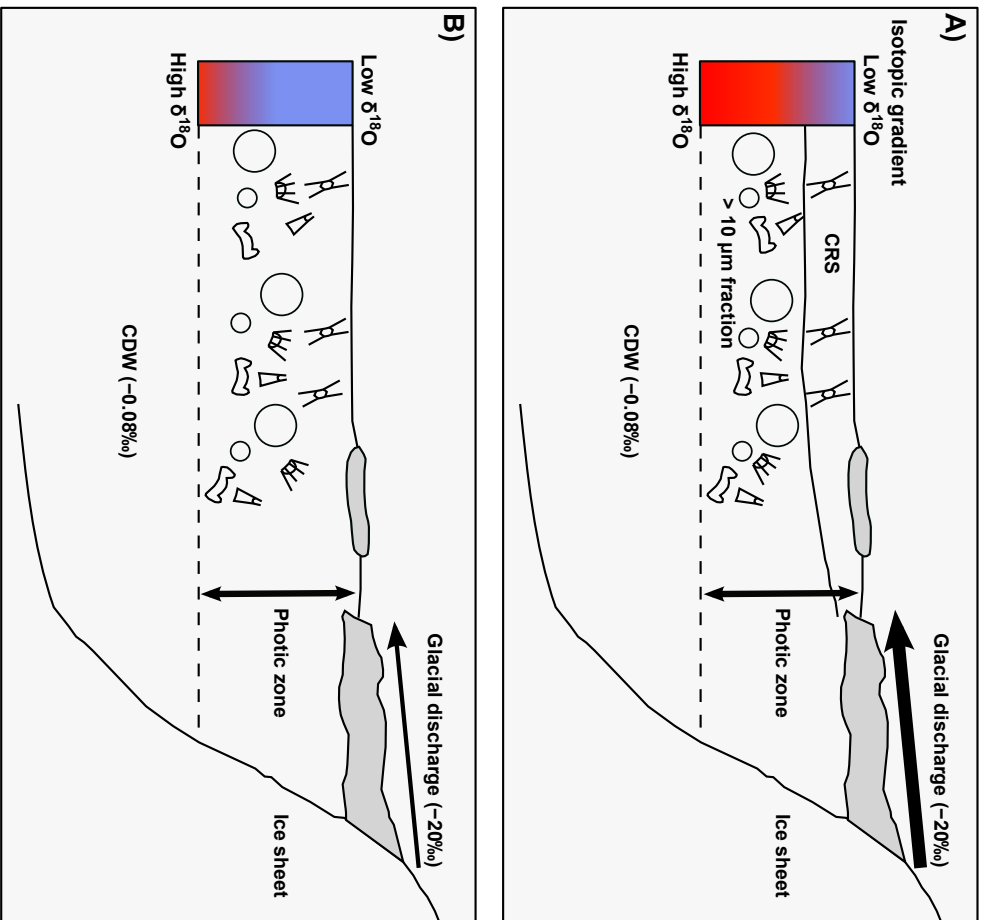 A)
Isotopic gradient
Low δ¹⁸O
High δ¹⁸O
CRS
> 10 µm fraction
CDW (−0.08‰)
Glacial discharge (−20‰)
Photic zone
Ice sheet
B)
Low δ¹⁸O
High δ¹⁸O
CDW (−0.08‰)
Glacial discharge (−20‰)
Photic zone
Ice sheet